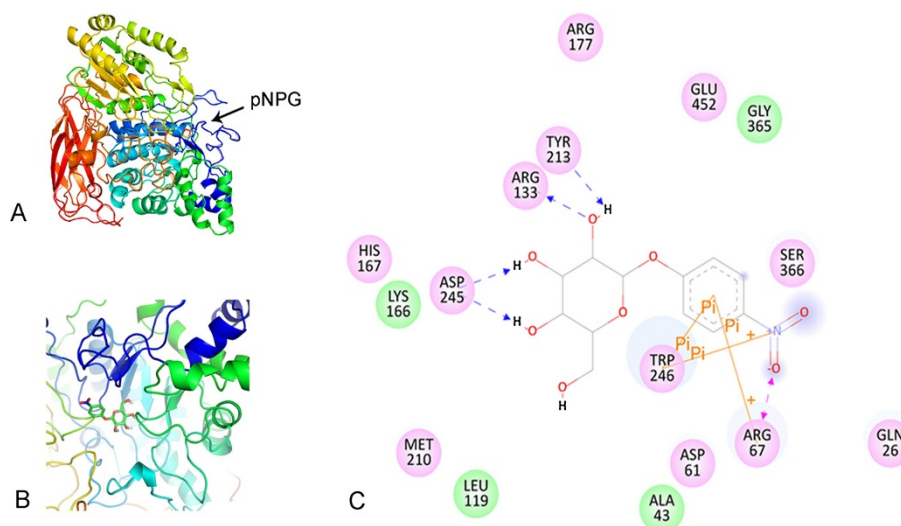 A
pNPG
B
C
ARG
177
GLU
452
GLY
365
TYR
213
ARG
133
H
O
HIS
167
LYS
166
ASP
245
H
O
H
O
O
O
SER
366
Pi
Pi
Pi
Pi
+
+
+N
O
-O
TRP
246
O
H
MET
210
LEU
119
ASP
61
ALA
43
ARG
67
GLN
26